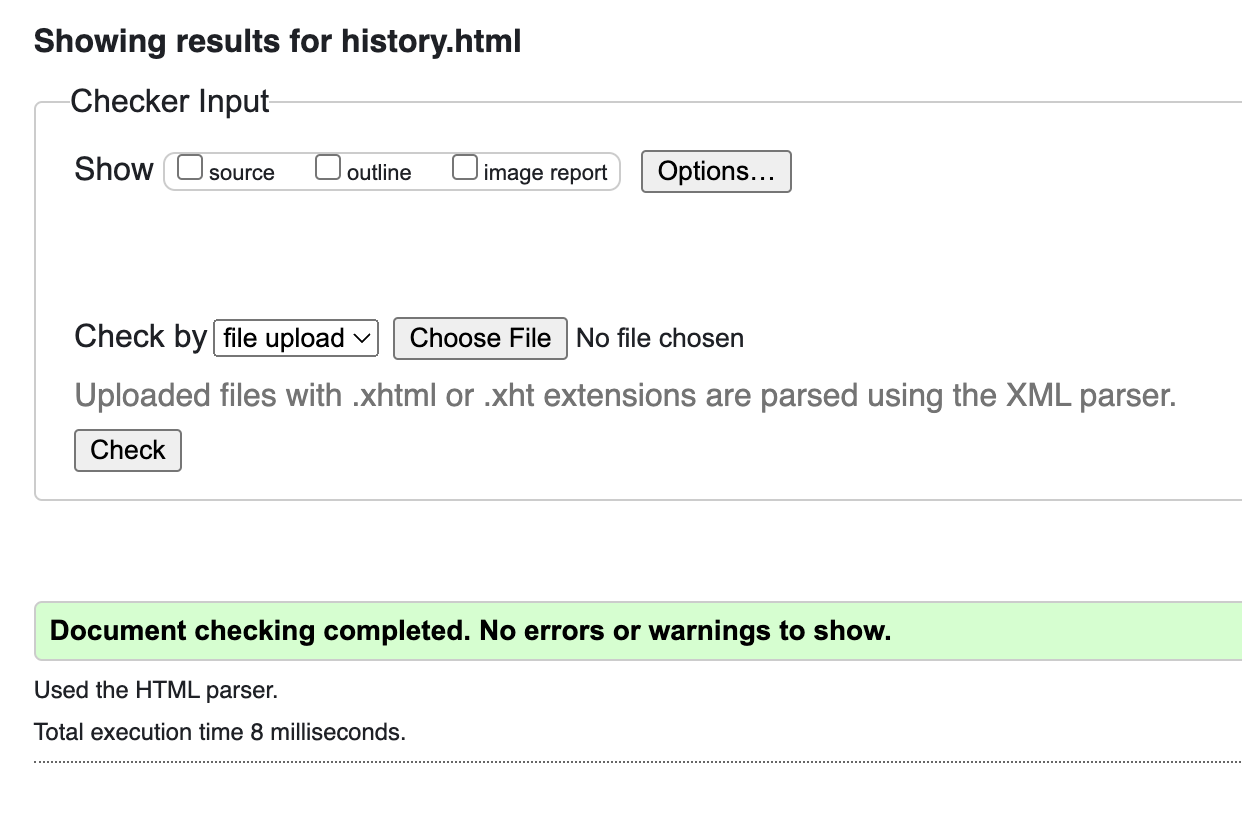 Showing results for history.html
Checker Input
Show source outline image report Options…
Check by file upload Choose File No file chosen
Uploaded files with .xhtml or .xht extensions are parsed using the XML parser.
Check
Document checking completed. No errors or warnings to show.
Used the HTML parser.
Total execution time 8 milliseconds.